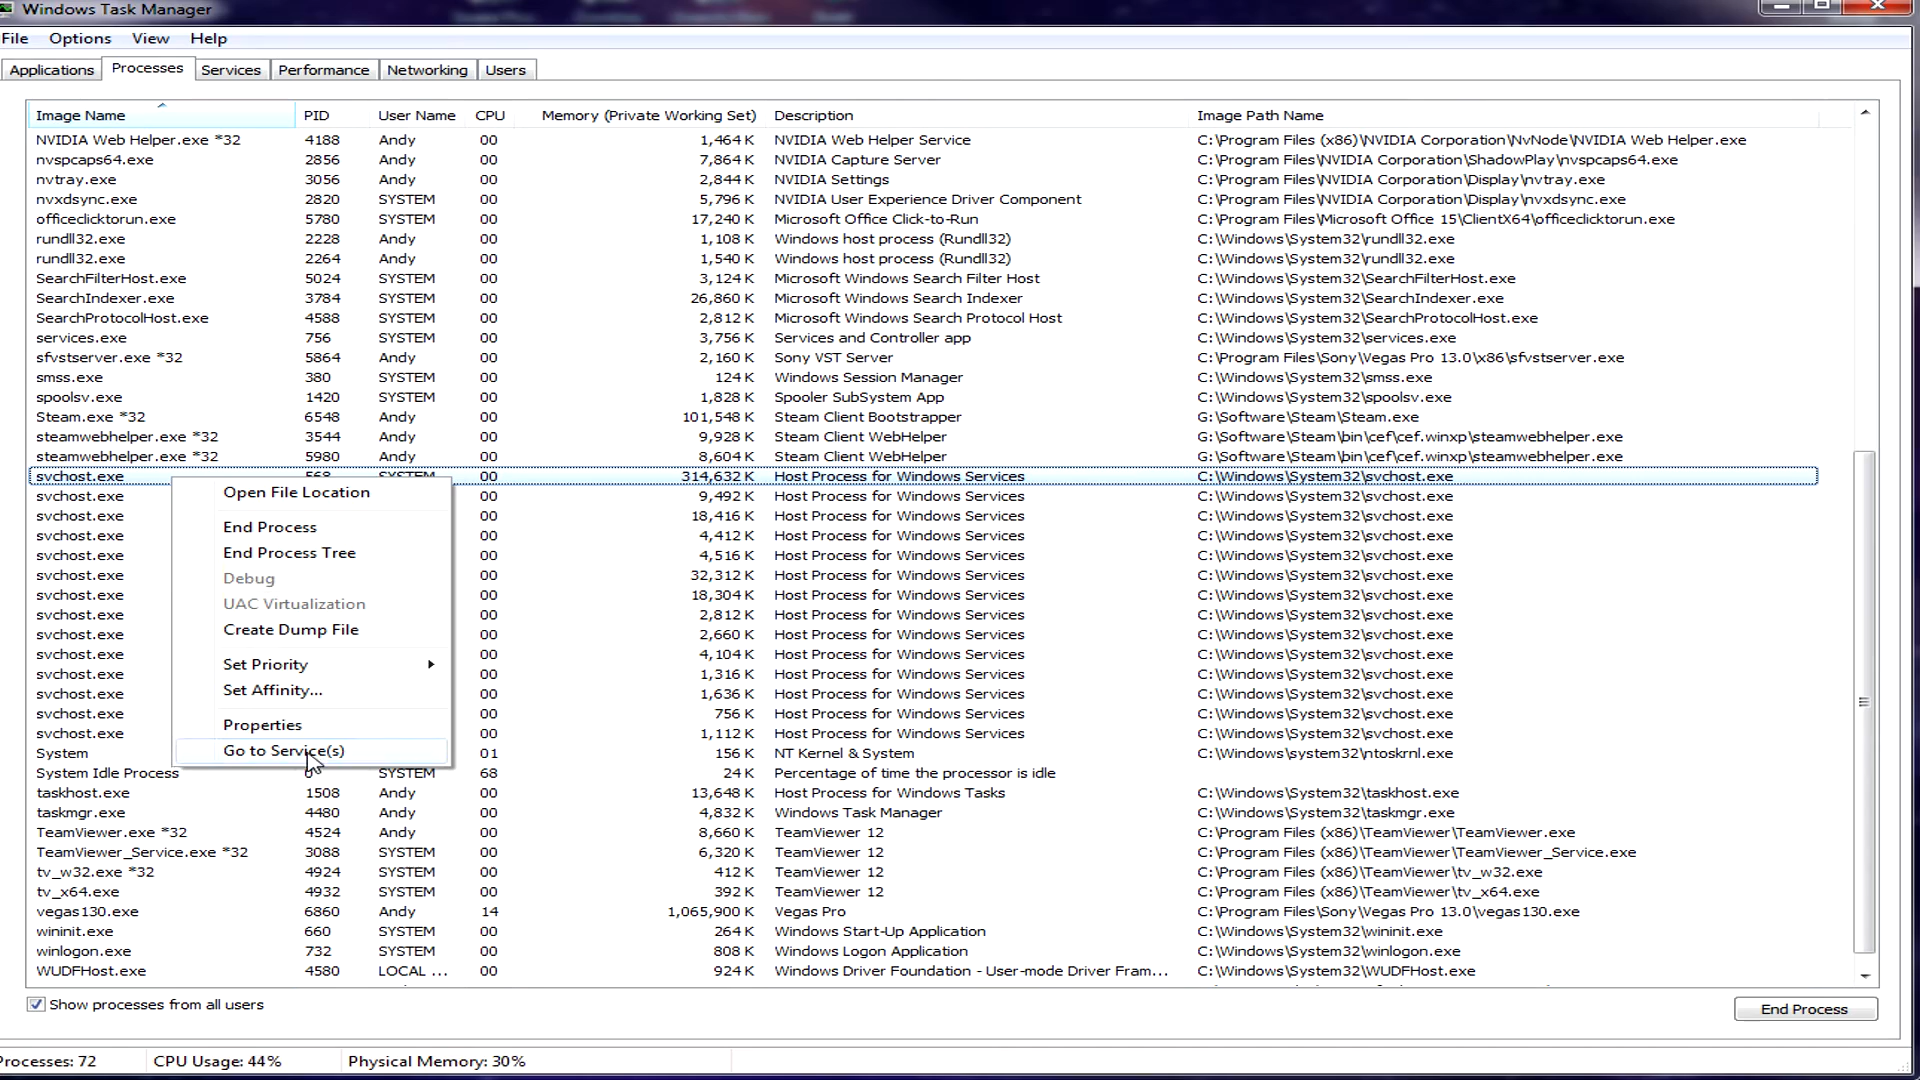 Windows Task Manager
File Options View Help
Applications Processes Services Performance Networking Users
Image Name PID User Name CPU Memory (Private Working Set) Description Image Path Name
NVIDIA Web Helper.exe *32 4188 Andy 00 1,464 K NVIDIA Web Helper Service C:\Program Files (x86)\NVIDIA Corporation\NvNode\NVIDIA Web Helper.exe
nvspcaps64.exe 2856 Andy 00 7,864 K NVIDIA Capture Server C:\Program Files\NVIDIA Corporation\ShadowPlay\nvspcaps64.exe
nvtray.exe 3056 Andy 00 2,844 K NVIDIA Settings C:\Program Files\NVIDIA Corporation\Display\nvtray.exe
nvxdsync.exe 2820 SYSTEM 00 5,796 K NVIDIA User Experience Driver Component C:\Program Files\NVIDIA Corporation\Display\nvxdsync.exe
officeclicktorun.exe 5780 SYSTEM 00 17,240 K Microsoft Office Click-to-Run C:\Program Files\Microsoft Office 15\ClientX64\officeclicktorun.exe
rundll32.exe 2228 Andy 00 1,108 K Windows host process (Rundll32) C:\Windows\System32\rundll32.exe
rundll32.exe 2264 Andy 00 1,540 K Windows host process (Rundll32) C:\Windows\System32\rundll32.exe
SearchFilterHost.exe 5024 SYSTEM 00 3,124 K Microsoft Windows Search Filter Host C:\Windows\System32\SearchFilterHost.exe
SearchIndexer.exe 3784 SYSTEM 00 26,860 K Microsoft Windows Search Indexer C:\Windows\System32\SearchIndexer.exe
SearchProtocolHost.exe 4588 SYSTEM 00 2,812 K Microsoft Windows Search Protocol Host C:\Windows\System32\SearchProtocolHost.exe
services.exe 756 SYSTEM 00 3,756 K Services and Controller app C:\Windows\System32\services.exe
sfvstserver.exe *32 5864 Andy 00 2,160 K Sony VST Server C:\Program Files\Sony\Vegas Pro 13.0\x86\sfvstserver.exe
smss.exe 380 SYSTEM 00 124 K Windows Session Manager C:\Windows\System32\smss.exe
spoolsv.exe 1420 SYSTEM 00 1,828 K Spooler SubSystem App C:\Windows\System32\spoolsv.exe
Steam.exe *32 6548 Andy 00 101,548 K Steam Client Bootstrapper G:\Software\Steam\Steam.exe
steamwebhelper.exe *32 3544 Andy 00 9,928 K Steam Client WebHelper G:\Software\Steam\bin\cef\cef.winxp\steamwebhelper.exe
steamwebhelper.exe *32 5980 Andy 00 8,604 K Steam Client WebHelper G:\Software\Steam\bin\cef\cef.winxp\steamwebhelper.exe
svchost.exe 568 SYSTEM 00 314,632 K Host Process for Windows Services C:\Windows\System32\svchost.exe
svchost.exe 00 9,492 K Host Process for Windows Services C:\Windows\System32\svchost.exe
svchost.exe 00 18,416 K Host Process for Windows Services C:\Windows\System32\svchost.exe
svchost.exe 00 4,412 K Host Process for Windows Services C:\Windows\System32\svchost.exe
svchost.exe 00 4,516 K Host Process for Windows Services C:\Windows\System32\svchost.exe
svchost.exe 00 32,312 K Host Process for Windows Services C:\Windows\System32\svchost.exe
svchost.exe 00 18,304 K Host Process for Windows Services C:\Windows\System32\svchost.exe
svchost.exe 00 2,812 K Host Process for Windows Services C:\Windows\System32\svchost.exe
svchost.exe 00 2,660 K Host Process for Windows Services C:\Windows\System32\svchost.exe
svchost.exe 00 4,104 K Host Process for Windows Services C:\Windows\System32\svchost.exe
svchost.exe 00 1,316 K Host Process for Windows Services C:\Windows\System32\svchost.exe
svchost.exe 00 1,636 K Host Process for Windows Services C:\Windows\System32\svchost.exe
svchost.exe 00 756 K Host Process for Windows Services C:\Windows\System32\svchost.exe
svchost.exe 00 1,112 K Host Process for Windows Services C:\Windows\System32\svchost.exe
System 01 156 K NT Kernel & System C:\Windows\system32\ntoskrnl.exe
System Idle Process 0 SYSTEM 68 24 K Percentage of time the processor is idle
taskhost.exe 1508 Andy 00 13,648 K Host Process for Windows Tasks C:\Windows\System32\taskhost.exe
taskmgr.exe 4480 Andy 00 4,832 K Windows Task Manager C:\Windows\System32\taskmgr.exe
TeamViewer.exe *32 4524 Andy 00 8,660 K TeamViewer 12 C:\Program Files (x86)\TeamViewer\TeamViewer.exe
TeamViewer_Service.exe *32 3088 SYSTEM 00 6,320 K TeamViewer 12 C:\Program Files (x86)\TeamViewer\TeamViewer_Service.exe
tv_w32.exe *32 4924 SYSTEM 00 412 K TeamViewer 12 C:\Program Files (x86)\TeamViewer\tv_w32.exe
tv_x64.exe 4932 SYSTEM 00 392 K TeamViewer 12 C:\Program Files (x86)\TeamViewer\tv_x64.exe
vegas130.exe 6860 Andy 14 1,065,900 K Vegas Pro C:\Program Files\Sony\Vegas Pro 13.0\vegas130.exe
wininit.exe 660 SYSTEM 00 264 K Windows Start-Up Application C:\Windows\System32\wininit.exe
winlogon.exe 732 SYSTEM 00 808 K Windows Logon Application C:\Windows\System32\winlogon.exe
WUDFHost.exe 4580 LOCAL ... 00 924 K Windows Driver Foundation - User-mode Driver Fram... C:\Windows\System32\WUDFHost.exe
Open File Location
End Process
End Process Tree
Debug
UAC Virtualization
Create Dump File
Set Priority
Set Affinity...
Properties
Go to Service(s)
Show processes from all users
End Process
Processes: 72 CPU Usage: 44% Physical Memory: 30%